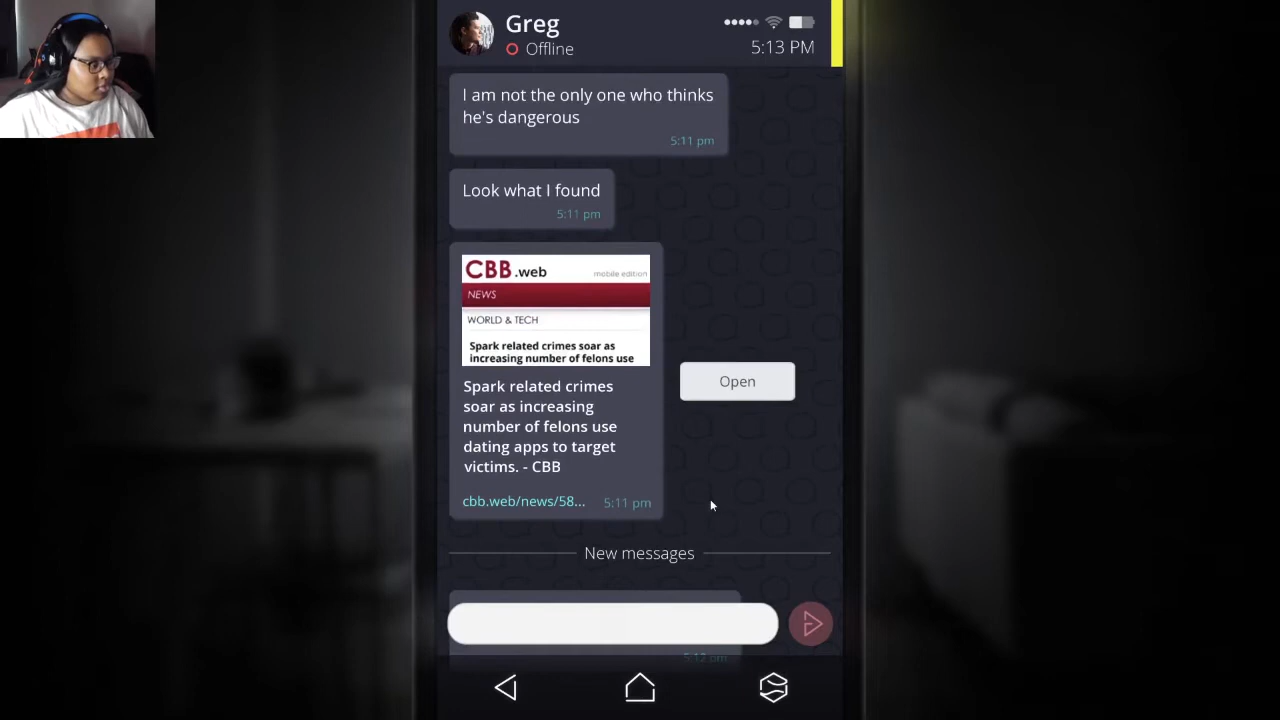 Greg
Offline
5:13 PM
I am not the only one who thinks
he's dangerous
5:11 pm
Look what I found
5:11 pm
CBB.web
mobile edition
NEWS
WORLD & TECH
Spark related crimes soar as
increasing number of felons use
Spark related crimes
soar as increasing
number of felons use
dating apps to target
victims. - CBB
cbb.web/news/58...
5:11 pm
Open
New messages
5:12 pm